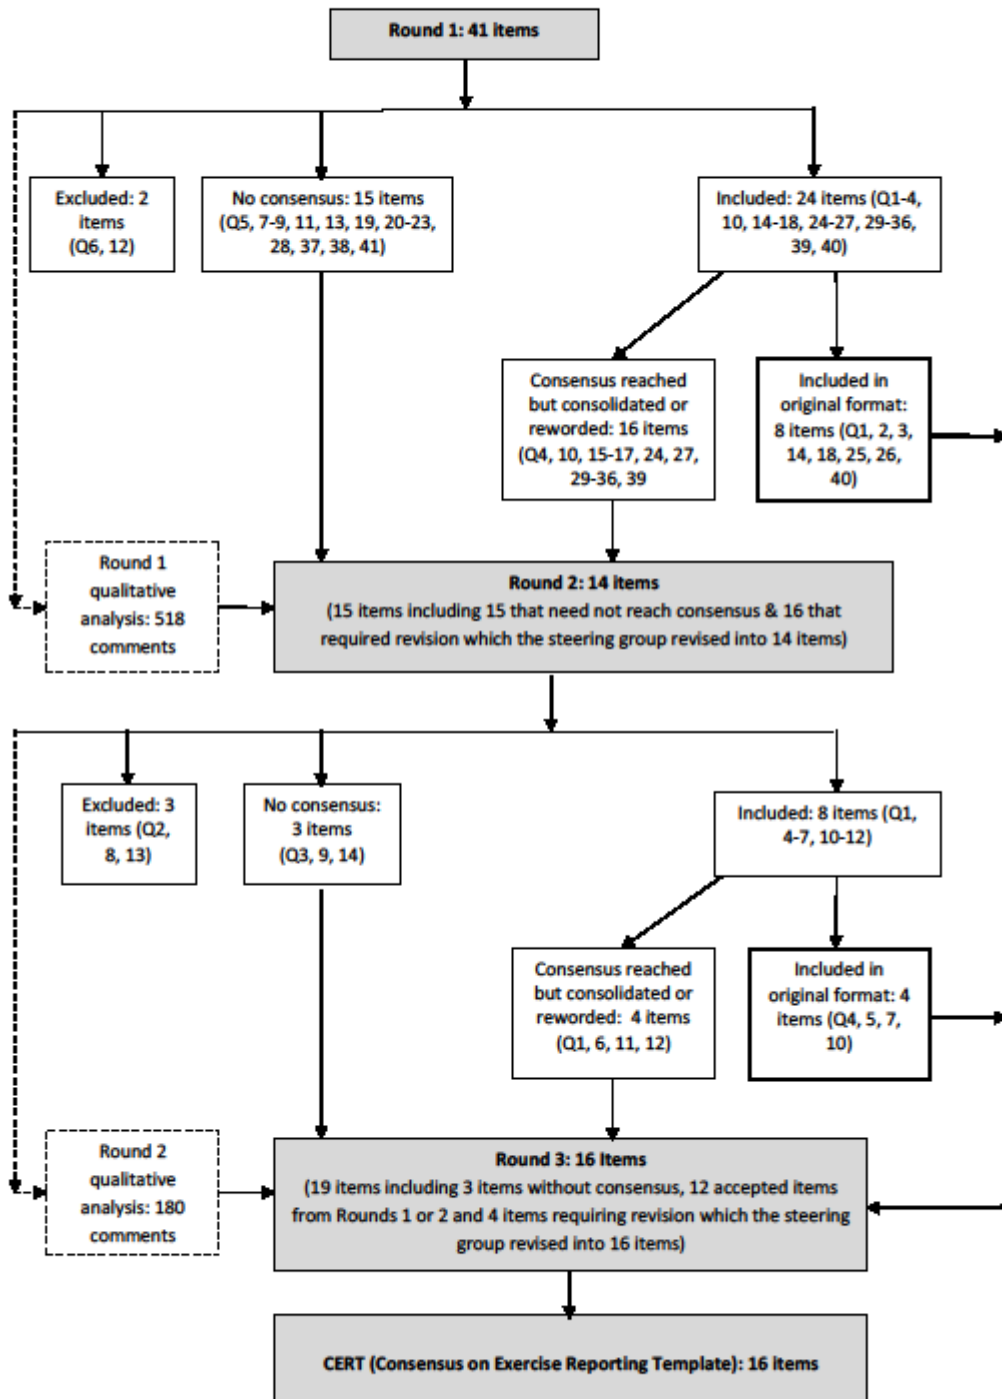 Round 1: 41 items
Excluded: 2
items
(Q6, 12)
No consensus: 15 items
(Q5, 7-9, 11, 13, 19, 20-23,
28, 37, 38, 41)
Included: 24 items (Q1-4,
10, 14-18, 24-27, 29-36,
39, 40)
Consensus reached
but consolidated or
reworded: 16 items
(Q4, 10, 15-17, 24, 27,
29-36, 39
Included in
original format:
8 items (Q1, 2, 3,
14, 18, 25, 26,
40)
Round 1
qualitative
analysis: 518
comments
Round 2: 14 items
(15 items including 15 that need not reach consensus & 16 that
required revision which the steering group revised into 14 items)
Excluded: 3
items (Q2,
8, 13)
No consensus:
3 items
(Q3, 9, 14)
Included: 8 items (Q1,
4-7, 10-12)
Consensus reached
but consolidated or
reworded: 4 items
(Q1, 6, 11, 12)
Included in
original format: 4
items (Q4, 5, 7,
10)
Round 2
qualitative
analysis: 180
comments
Round 3: 16 Items
(19 items including 3 items without consensus, 12 accepted items
from Rounds 1 or 2 and 4 items requiring revision which the steering
group revised into 16 items)
CERT (Consensus on Exercise Reporting Template): 16 items